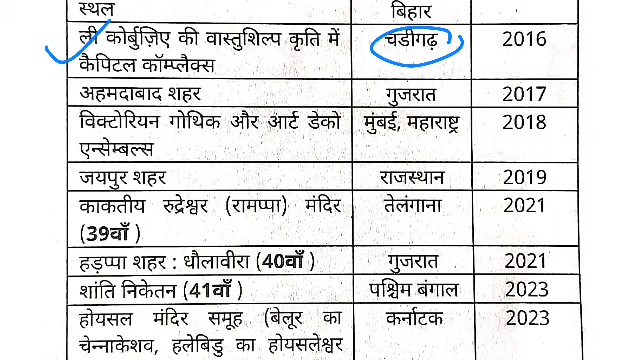 स्थल बिहार
ली कोर्बुज़िए की वास्तुशिल्प कृति में चंडीगढ़ 2016
कैपिटल कॉम्प्लैक्स
अहमदाबाद शहर गुजरात 2017
विक्टोरियन गोथिक और आर्ट डेको मुंबई, महाराष्ट्र 2018
एन्सेम्बल्स
जयपुर शहर राजस्थान 2019
काकतीय रुद्रेश्वर (रामप्पा) मंदिर तेलंगाना 2021
(39वाँ )
हड़प्पा शहर : धौलावीरा (40वाँ ) गुजरात 2021
शांति निकेतन (41वाँ ) पश्चिम बंगाल 2023
होयसल मंदिर समूह (बेलूर का कर्नाटक 2023
चेन्नाकेशव, हलेबिडु का होयसलेश्वर